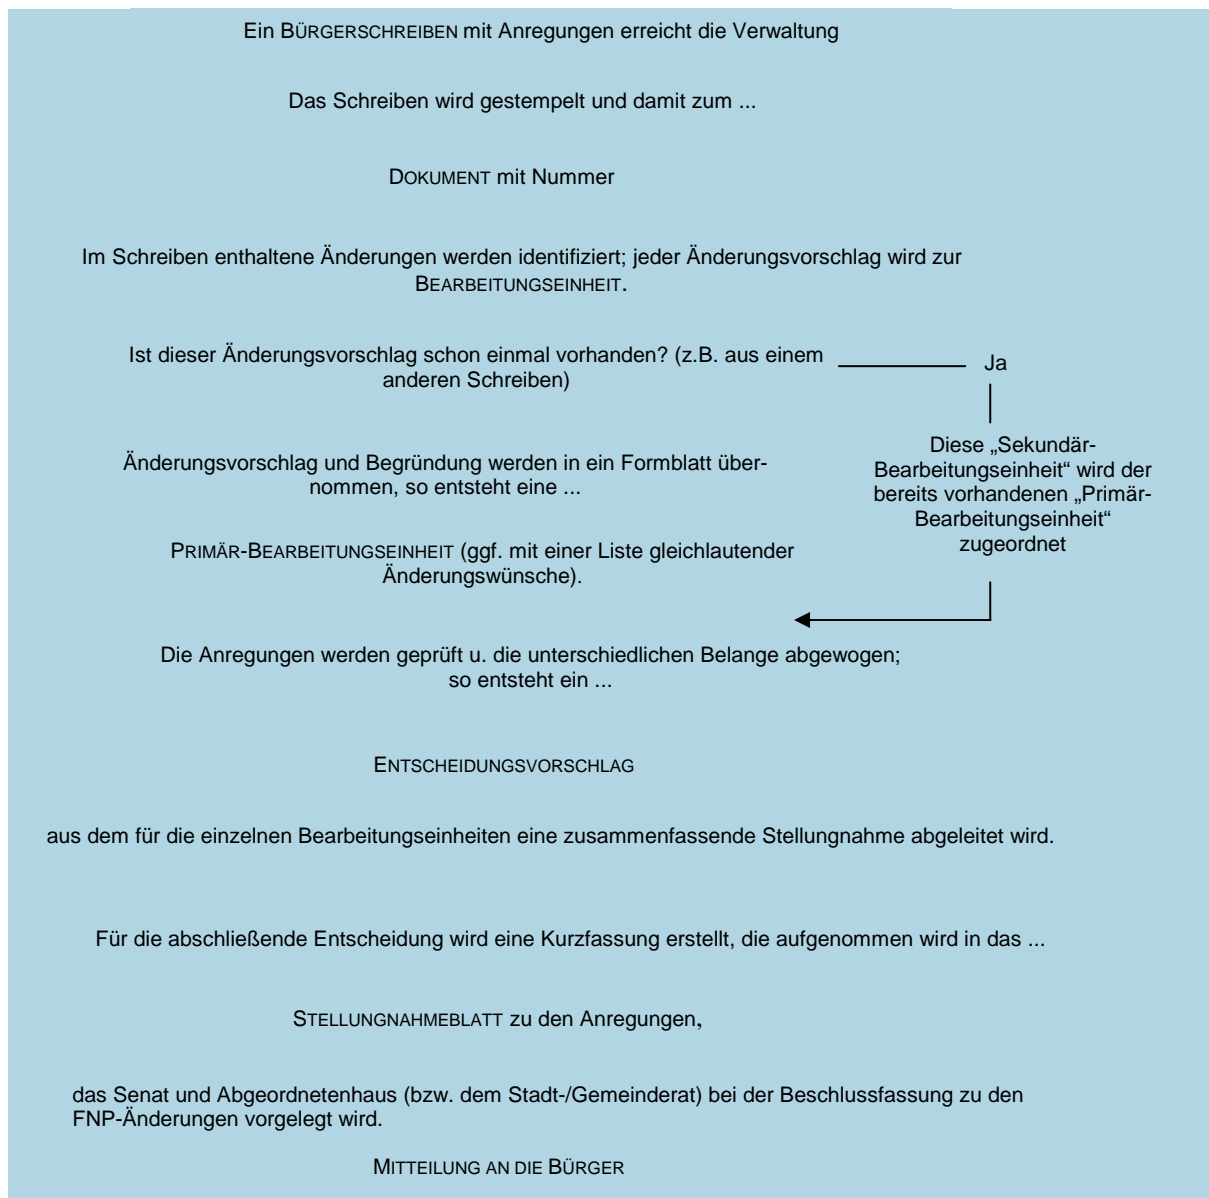 Ein BÜRGERSCHREIBEN mit Anregungen erreicht die Verwaltung
Das Schreiben wird gestempelt und damit zum ...
DOKUMENT mit Nummer
Im Schreiben enthaltene Änderungen werden identifiziert; jeder Änderungsvorschlag wird zur
BEARBEITUNGSEINHEIT.
Ist dieser Änderungsvorschlag schon einmal vorhanden? (z.B. aus einem
anderen Schreiben)
Ja
Diese „Sekundär-
Bearbeitungseinheit“ wird der
bereits vorhandenen „Primär-
Bearbeitungseinheit“
zugeordnet
Änderungsvorschlag und Begründung werden in ein Formblatt über-
nommen, so entsteht eine ...
PRIMÄR-BEARBEITUNGSEINHEIT (ggf. mit einer Liste gleichlautender
Änderungswünsche).
Die Anregungen werden geprüft u. die unterschiedlichen Belange abgewogen;
so entsteht ein ...
ENTSCHEIDUNGSVORSCHLAG
aus dem für die einzelnen Bearbeitungseinheiten eine zusammenfassende Stellungnahme abgeleitet wird.
Für die abschließende Entscheidung wird eine Kurzfassung erstellt, die aufgenommen wird in das ...
STELLUNGNAHMEBLATT zu den Anregungen,
das Senat und Abgeordnetenhaus (bzw. dem Stadt-/Gemeinderat) bei der Beschlussfassung zu den
FNP-Änderungen vorgelegt wird.
MITTEILUNG AN DIE BÜRGER